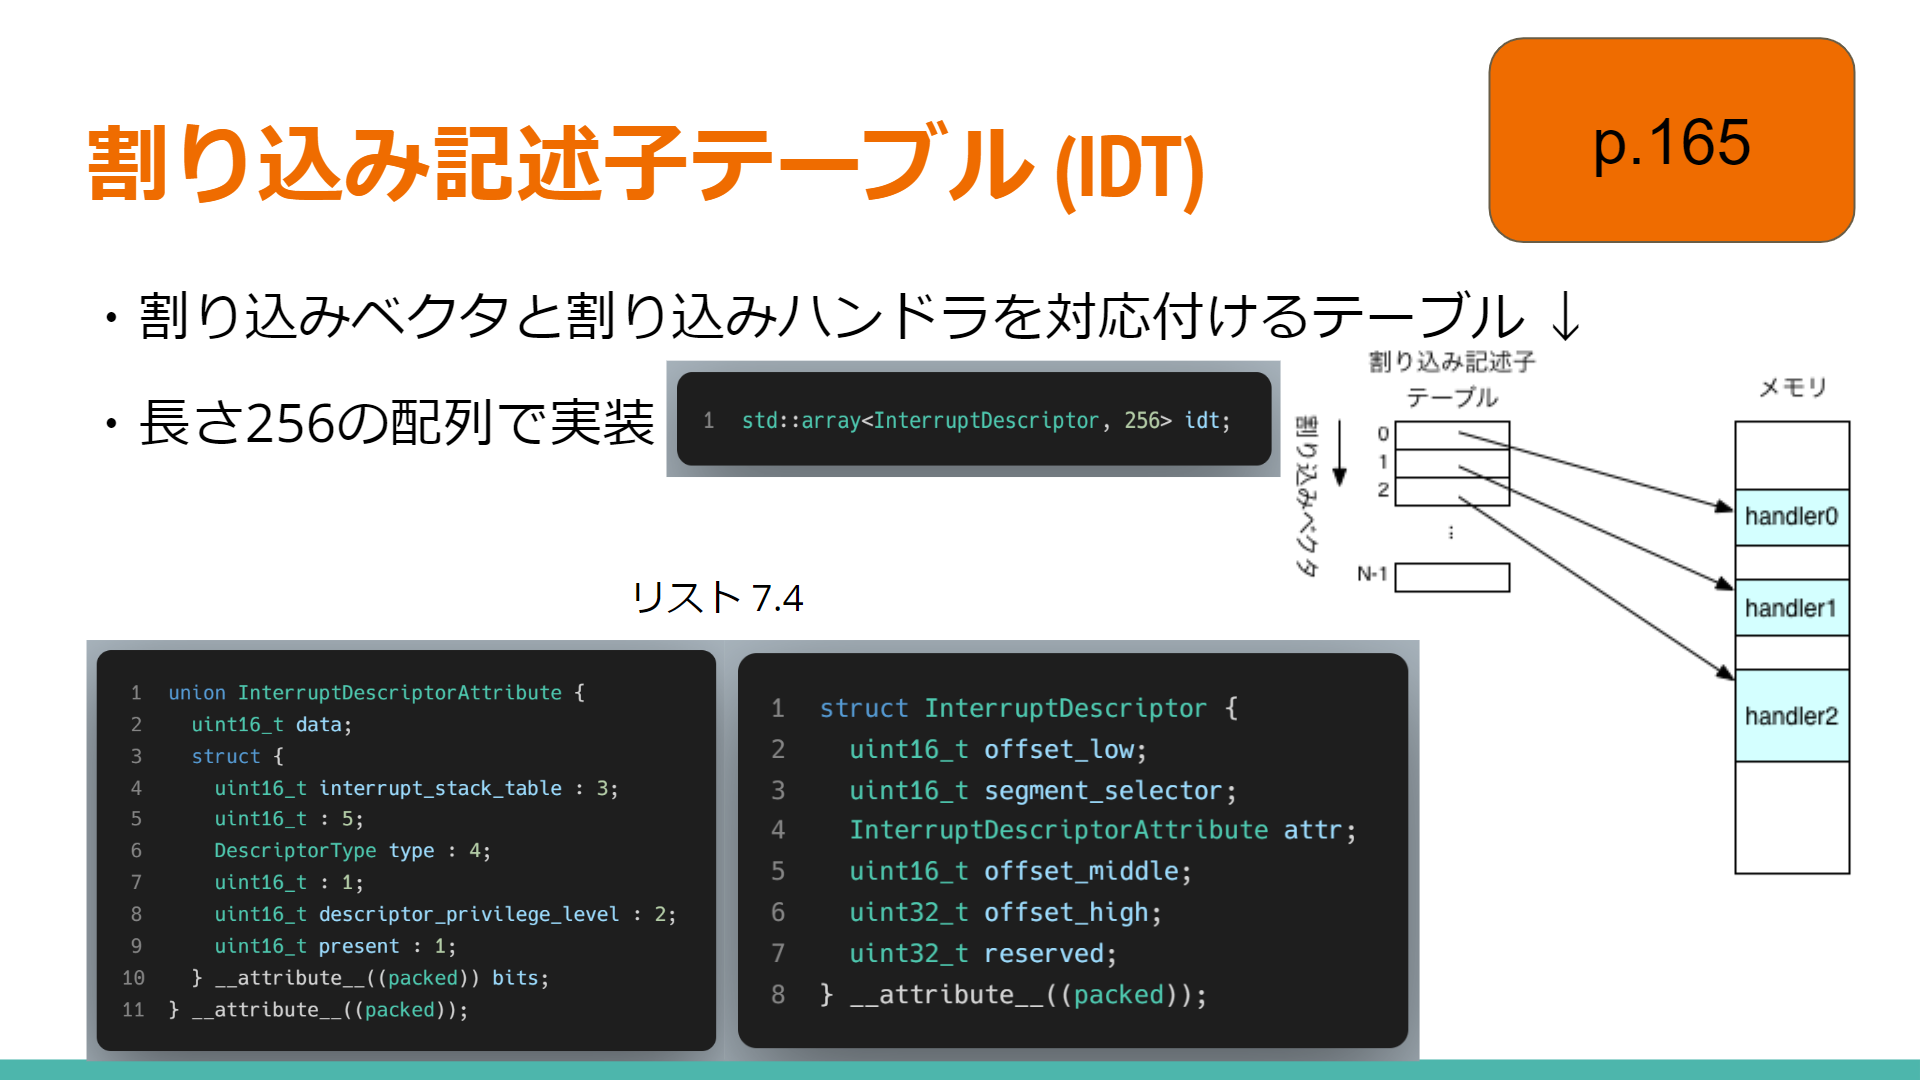 割り込み記述子テーブル (IDT)
p.165
・割り込みベクタと割り込みハンドラを対応付けるテーブル ↓
・長さ256の配列で実装
1 std::array<InterruptDescriptor, 256> idt;
割り込み記述子
テーブル
メモリ
割り込みベクタ
0
1
2
⋮
N-1
handler0
handler1
handler2
リスト 7.4
1 union InterruptDescriptorAttribute {
2 uint16_t data;
3 struct {
4 uint16_t interrupt_stack_table : 3;
5 uint16_t : 5;
6 DescriptorType type : 4;
7 uint16_t : 1;
8 uint16_t descriptor_privilege_level : 2;
9 uint16_t present : 1;
10 } __attribute__((packed)) bits;
11 } __attribute__((packed));
1 struct InterruptDescriptor {
2 uint16_t offset_low;
3 uint16_t segment_selector;
4 InterruptDescriptorAttribute attr;
5 uint16_t offset_middle;
6 uint32_t offset_high;
7 uint32_t reserved;
8 } __attribute__((packed));